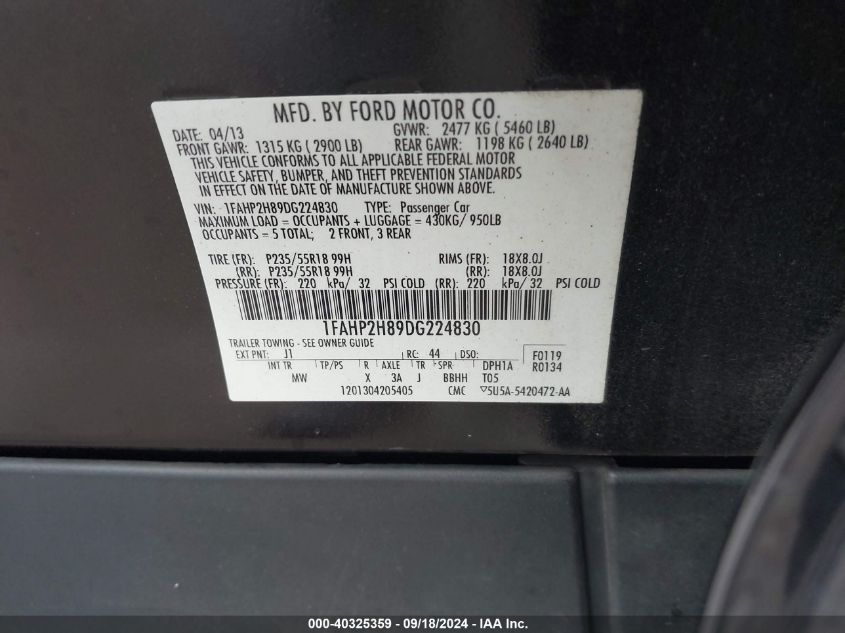 MFD. BY FORD MOTOR CO.
DATE: 04/13 GVWR: 2477 KG ( 5460 LB)
FRONT GAWR: 1315 KG ( 2900 LB) REAR GAWR: 1198 KG ( 2640 LB)
THIS VEHICLE CONFORMS TO ALL APPLICABLE FEDERAL MOTOR
VEHICLE SAFETY, BUMPER, AND THEFT PREVENTION STANDARDS
IN EFFECT ON THE DATE OF MANUFACTURE SHOWN ABOVE.
VIN: 1FAHP2H89DG224830 TYPE: Passenger Car
MAXIMUM LOAD = OCCUPANTS + LUGGAGE = 430KG/ 950LB
OCCUPANTS = 5 TOTAL; 2 FRONT, 3 REAR
TIRE (FR): P235/55R18 99H RIMS (FR): 18X8.0J
(RR): P235/55R18 99H (RR): 18X8.0J
PRESSURE (FR): 220 kPa/ 32 PSI COLD (RR): 220 kPa/ 32 PSI COLD
1FAHP2H89DG224830
TRAILER TOWING - SEE OWNER GUIDE
EXT PNT: J1 RC: 44 DSO: F0119
INT TR TP/PS R AXLE TR SPR DPH1A R0134
MW X 3A J BBHH T05
1201304205405 CMC ▽5U5A-5420472-AA
000-40325359 - 09/18/2024 - IAA Inc.